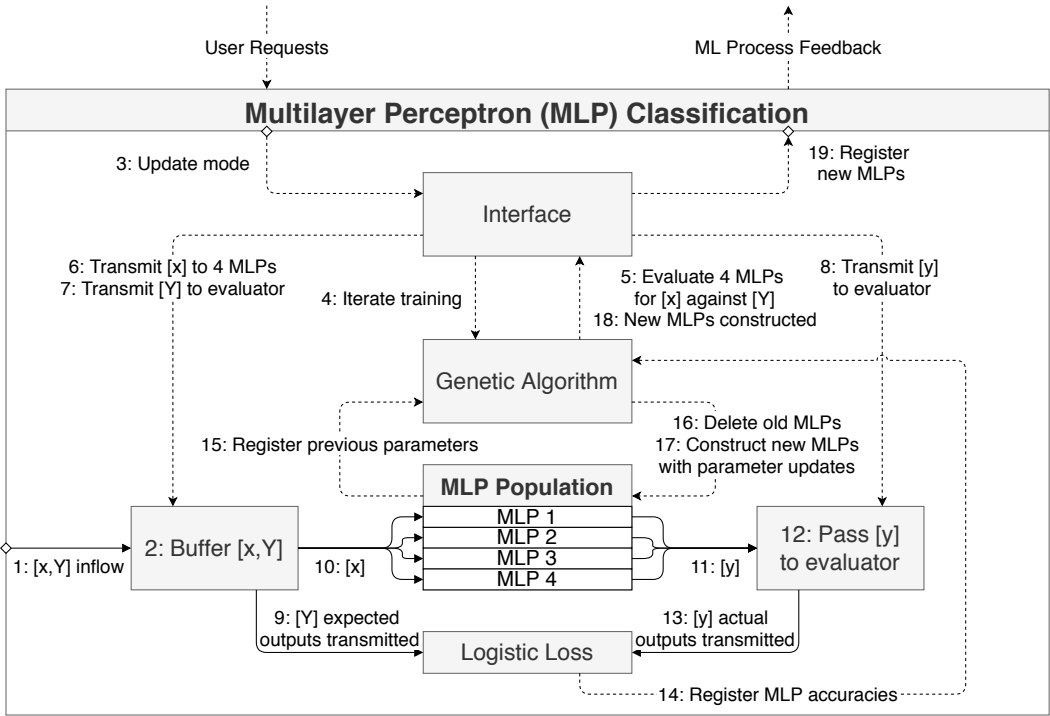 User Requests
ML Process Feedback
Multilayer Perceptron (MLP) Classification
3: Update mode
19: Register
new MLPs
Interface
6: Transmit [x] to 4 MLPs
7: Transmit [Y] to evaluator
4: Iterate training
5: Evaluate 4 MLPs
for [x] against [Y]
18: New MLPs constructed
8: Transmit [y]
to evaluator
Genetic Algorithm
15: Register previous parameters
16: Delete old MLPs
17: Construct new MLPs
with parameter updates
MLP Population
MLP 1
MLP 2
MLP 3
MLP 4
1: [x,Y] inflow
2: Buffer [x,Y]
10: [x]
11: [y]
12: Pass [y]
to evaluator
9: [Y] expected
outputs transmitted
13: [y] actual
outputs transmitted
Logistic Loss
14: Register MLP accuracies